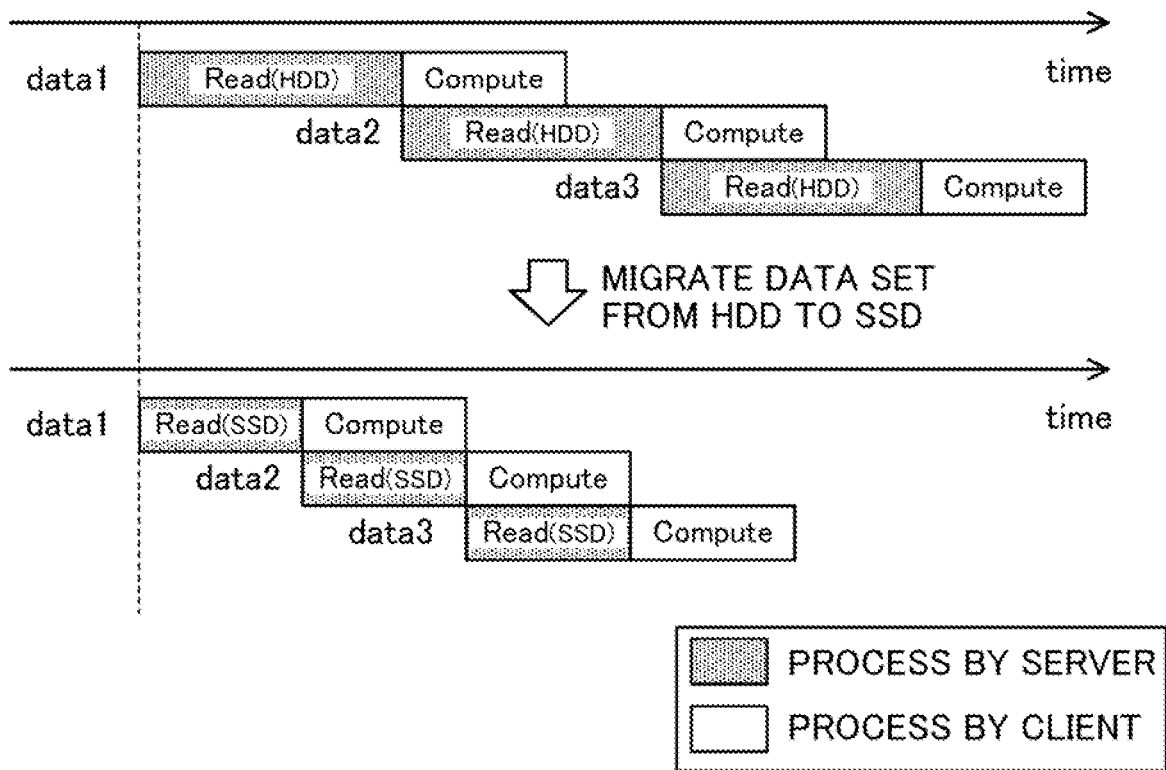 time
data1 Read(HDD) Compute
data2 Read(HDD) Compute
data3 Read(HDD) Compute
MIGRATE DATA SET
FROM HDD TO SSD
time
data1 Read(SSD) Compute
data2 Read(SSD) Compute
data3 Read(SSD) Compute
PROCESS BY SERVER
PROCESS BY CLIENT